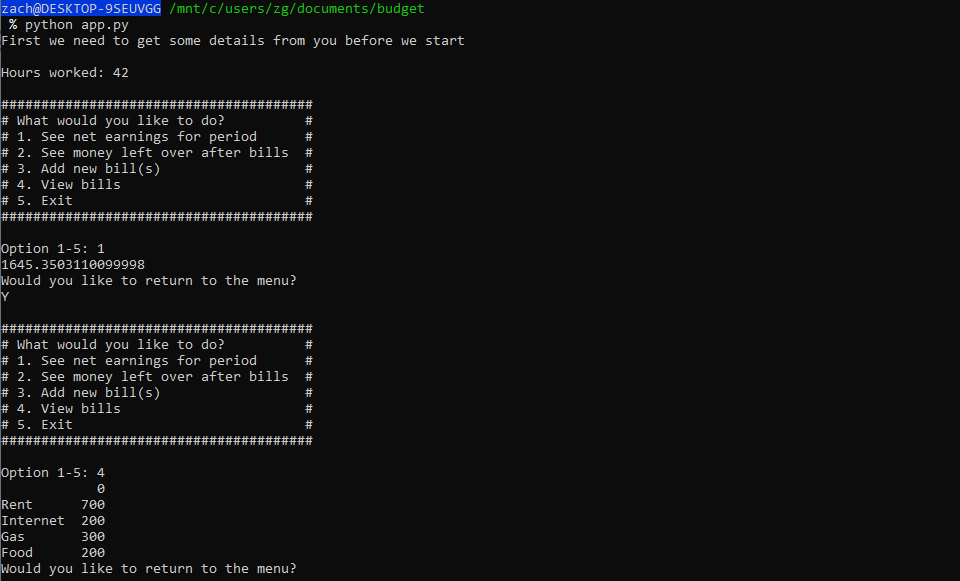 zach@DESKTOP-9SEUVGG /mnt/c/users/zg/documents/budget
% python app.py
First we need to get some details from you before we start
Hours worked: 42
#######################################
# What would you like to do?          #
# 1. See net earnings for period      #
# 2. See money left over after bills  #
# 3. Add new bill(s)                  #
# 4. View bills                       #
# 5. Exit                             #
#######################################
Option 1-5: 1
1645.3503110099998
Would you like to return to the menu?
Y
#######################################
# What would you like to do?          #
# 1. See net earnings for period      #
# 2. See money left over after bills  #
# 3. Add new bill(s)                  #
# 4. View bills                       #
# 5. Exit                             #
#######################################
Option 1-5: 4
            0
Rent      700
Internet  200
Gas       300
Food      200
Would you like to return to the menu?